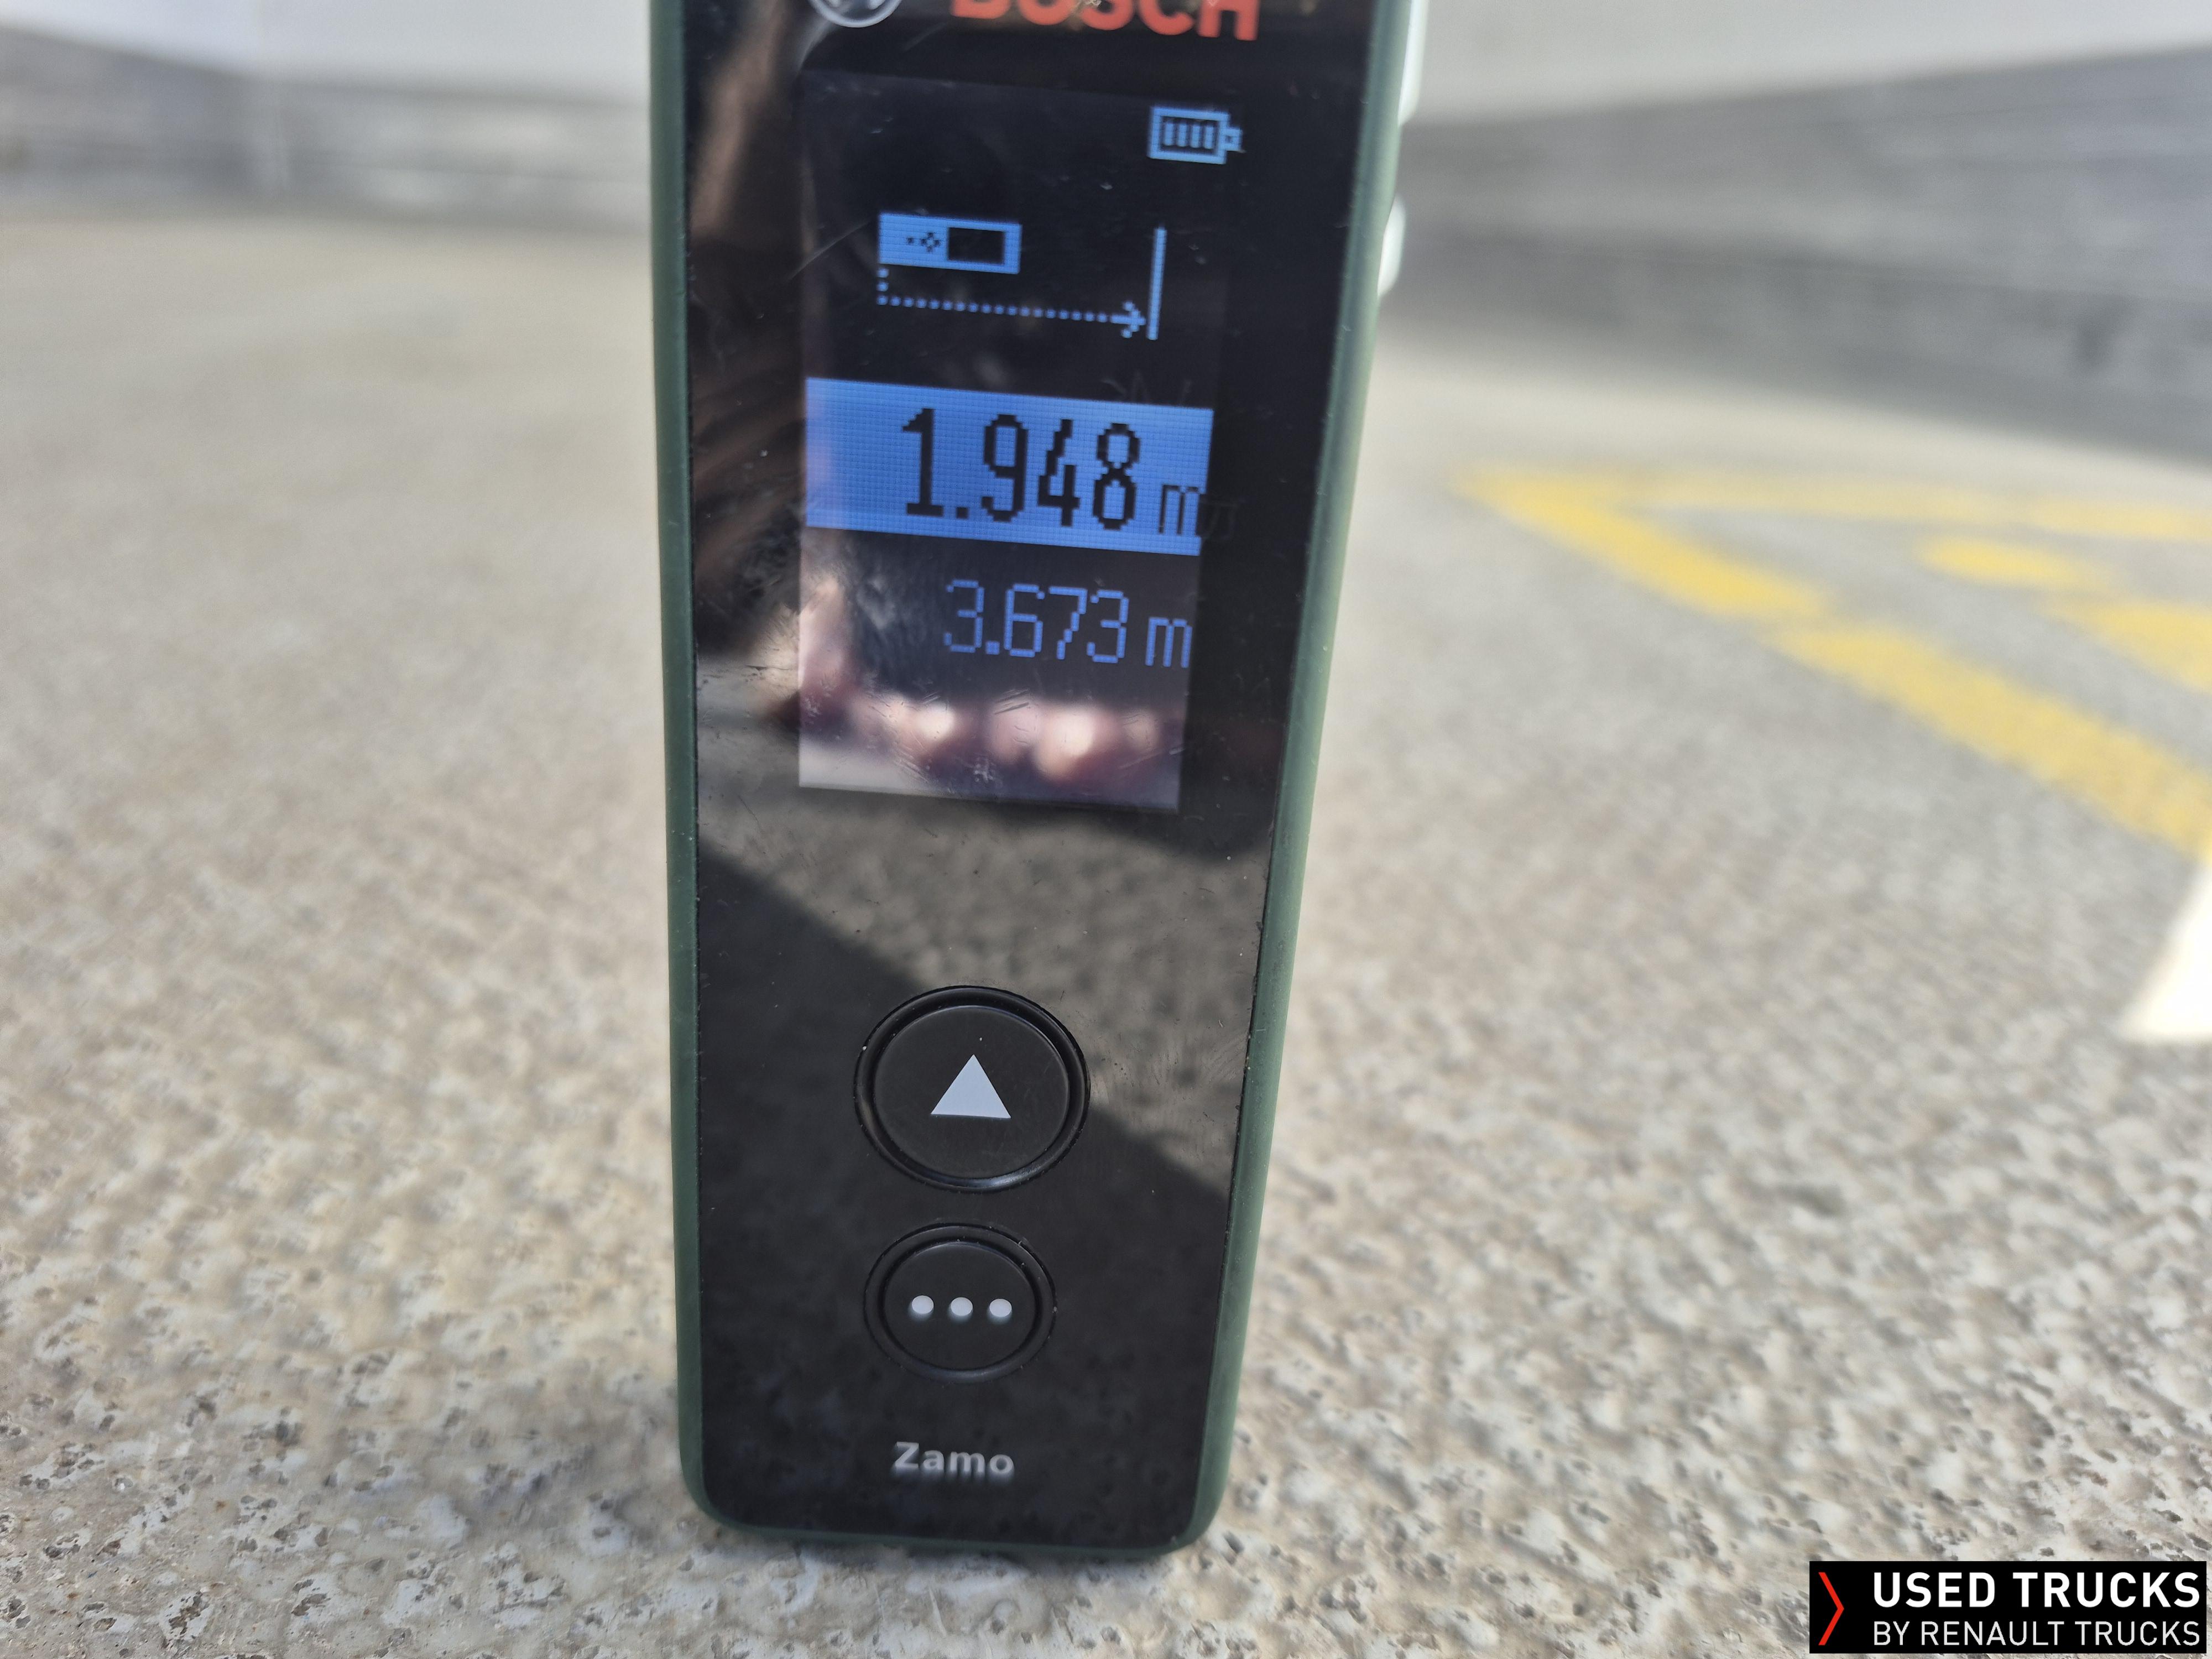 BOSCH
1.948 m
3.673 m
Zamo
USED TRUCKS
BY RENAULT TRUCKS